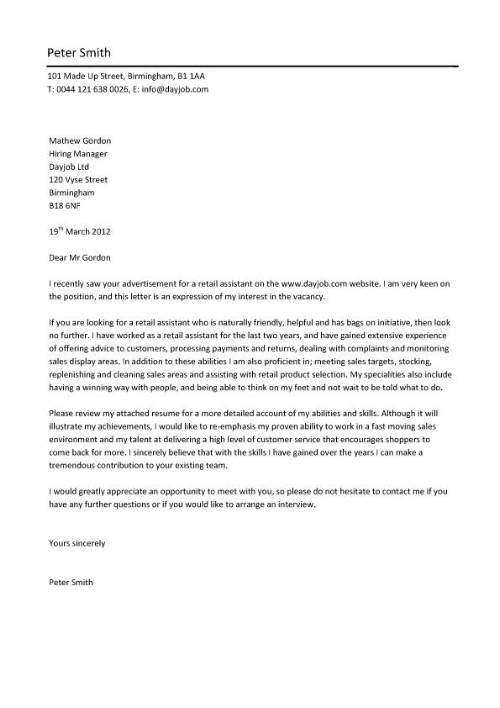 Peter Smith
101 Made Up Street, Birmingham, B1 1AA
T: 0044 121 638 0026, E: info@dayjob.com
Mathew Gordon
Hiring Manager
Dayjob Ltd
120 Vyse Street
Birmingham
B18 6NF
19th March 2012
Dear Mr Gordon
I recently saw your advertisement for a retail assistant on the www.dayjob.com website. I am very keen on
the position, and this letter is an expression of my interest in the vacancy.
If you are looking for a retail assistant who is naturally friendly, helpful and has bags on initiative, then look
no further. I have worked as a retail assistant for the last two years, and have gained extensive experience
of offering advice to customers, processing payments and returns, dealing with complaints and monitoring
sales display areas. In addition to these abilities I am also proficient in; meeting sales targets, stocking,
replenishing and cleaning sales areas and assisting with retail product selection. My specialities also include
having a winning way with people, and being able to think on my feet and not wait to be told what to do.
Please review my attached resume for a more detailed account of my abilities and skills. Although it will
illustrate my achievements, I would like to re-emphasis my proven ability to work in a fast moving sales
environment and my talent at delivering a high level of customer service that encourages shoppers to
come back for more. I sincerely believe that with the skills I have gained over the years I can make a
tremendous contribution to your existing team.
I would greatly appreciate an opportunity to meet with you, so please do not hesitate to contact me if you
have any further questions or if you would like to arrange an interview.
Yours sincerely
Peter Smith